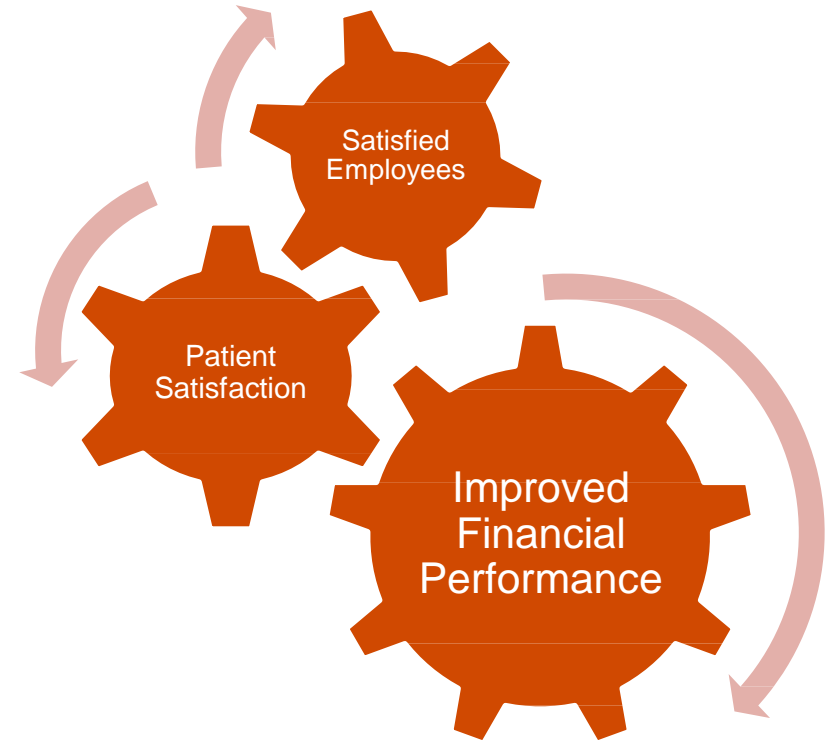 Satisfied
Employees
Patient
Satisfaction
Improved
Financial
Performance